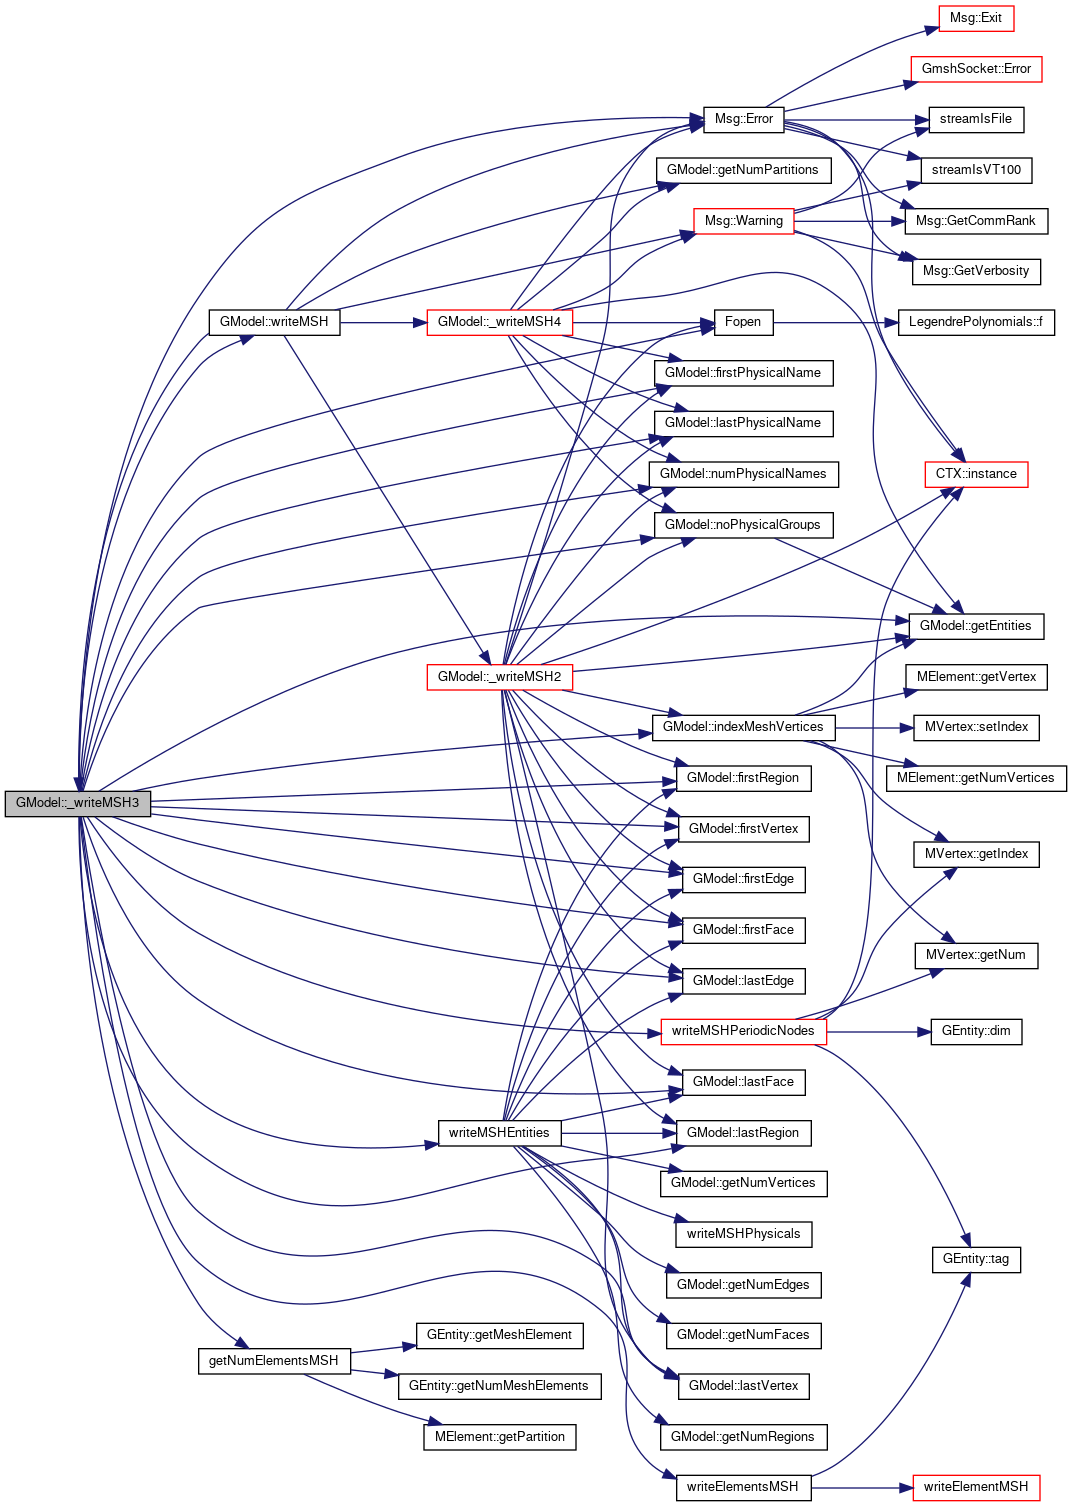 Msg::Exit
GmshSocket::Error
Msg::Error
streamIsFile
GModel::getNumPartitions
streamIsVT100
Msg::Warning
Msg::GetCommRank
Msg::GetVerbosity
GModel::writeMSH
GModel::_writeMSH4
Fopen
LegendrePolynomials::f
GModel::firstPhysicalName
GModel::lastPhysicalName
GModel::numPhysicalNames
CTX::instance
GModel::noPhysicalGroups
GModel::getEntities
GModel::_writeMSH2
MElement::getVertex
GModel::indexMeshVertices
MVertex::setIndex
GModel::firstRegion
MElement::getNumVertices
GModel::_writeMSH3
GModel::firstVertex
MVertex::getIndex
GModel::firstEdge
GModel::firstFace
MVertex::getNum
GModel::lastEdge
writeMSHPeriodicNodes
GEntity::dim
GModel::lastFace
writeMSHEntities
GModel::lastRegion
GModel::getNumVertices
writeMSHPhysicals
GEntity::tag
GModel::getNumEdges
GEntity::getMeshElement
GModel::getNumFaces
getNumElementsMSH
GEntity::getNumMeshElements
GModel::lastVertex
MElement::getPartition
GModel::getNumRegions
writeElementsMSH
writeElementMSH